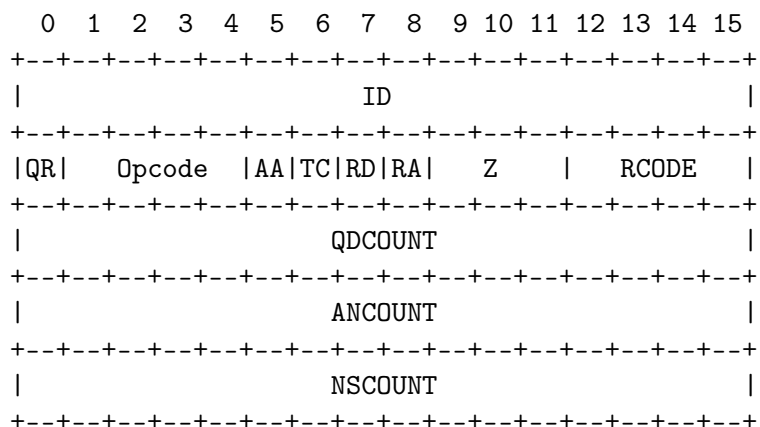 0 1 2 3 4 5 6 7 8 9 10 11 12 13 14 15
+--+--+--+--+--+--+--+--+--+--+--+--+--+--+--+--+
| ID |
+--+--+--+--+--+--+--+--+--+--+--+--+--+--+--+--+
|QR| Opcode |AA|TC|RD|RA| Z | RCODE |
+--+--+--+--+--+--+--+--+--+--+--+--+--+--+--+--+
| QDCOUNT |
+--+--+--+--+--+--+--+--+--+--+--+--+--+--+--+--+
| ANCOUNT |
+--+--+--+--+--+--+--+--+--+--+--+--+--+--+--+--+
| NSCOUNT |
+--+--+--+--+--+--+--+--+--+--+--+--+--+--+--+--+